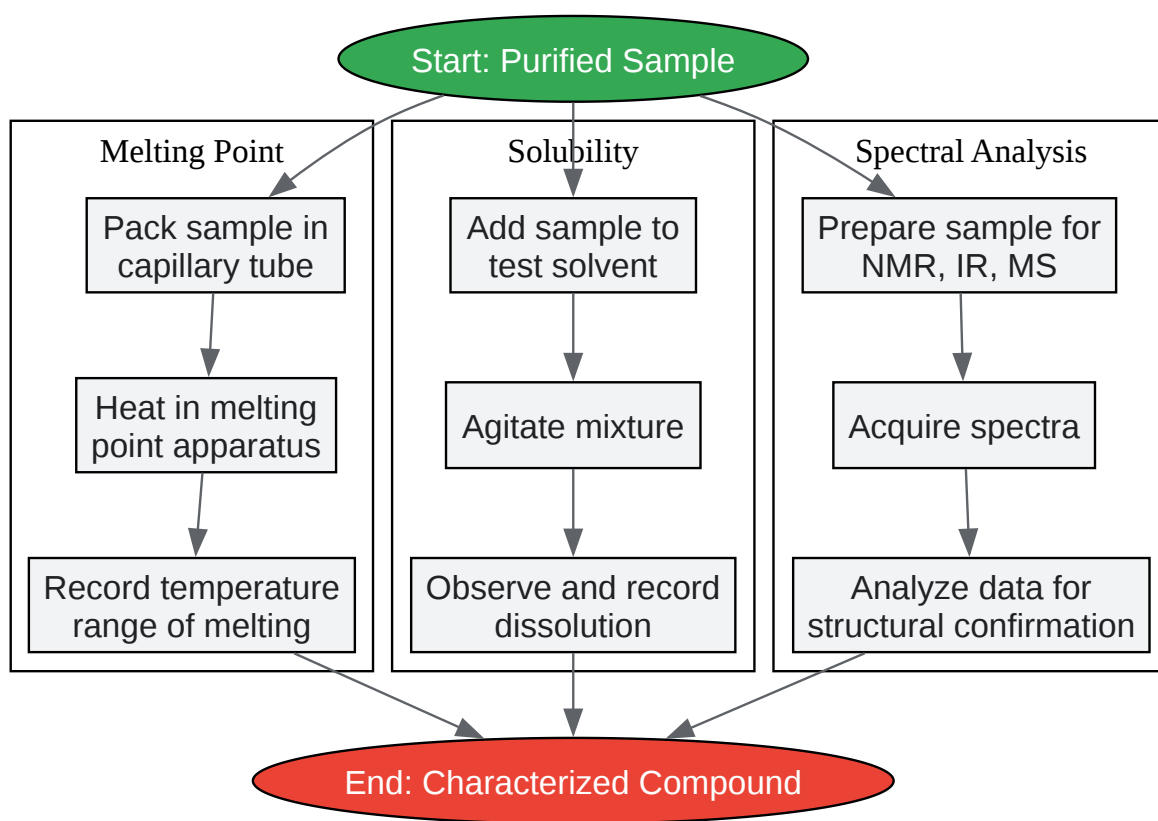 Start: Purified Sample
Melting Point
Pack sample in
capillary tube
Heat in melting
point apparatus
Record temperature
range of melting
Solubility
Add sample to
test solvent
Agitate mixture
Observe and record
dissolution
Spectral Analysis
Prepare sample for
NMR, IR, MS
Acquire spectra
Analyze data for
structural confirmation
End: Characterized Compound